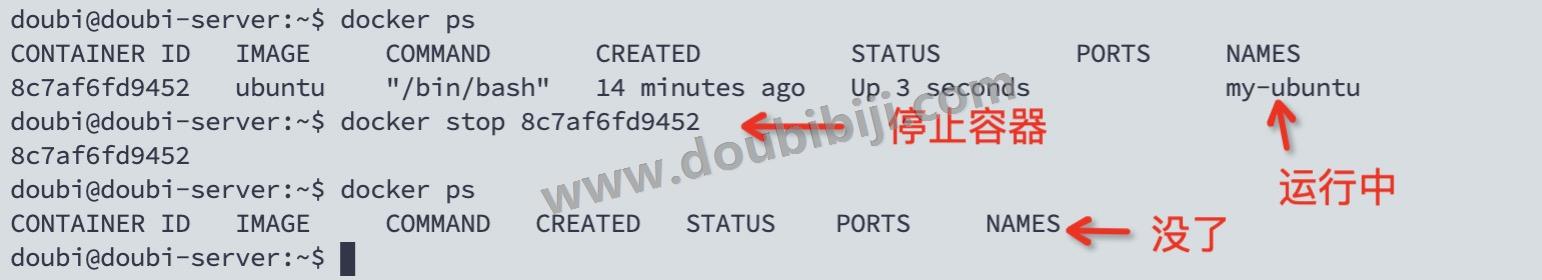 doubi@doubi-server:~$ docker ps
CONTAINER ID   IMAGE     COMMAND       CREATED          STATUS         PORTS     NAMES
8c7af6fd9452   ubuntu    "/bin/bash"   14 minutes ago   Up 3 seconds             my-ubuntu
doubi@doubi-server:~$ docker stop 8c7af6fd9452
停止容器
8c7af6fd9452
运行中
doubi@doubi-server:~$ docker ps
CONTAINER ID   IMAGE     COMMAND   CREATED   STATUS    PORTS     NAMES
没了
doubi@doubi-server:~$
www.doubibiji.com